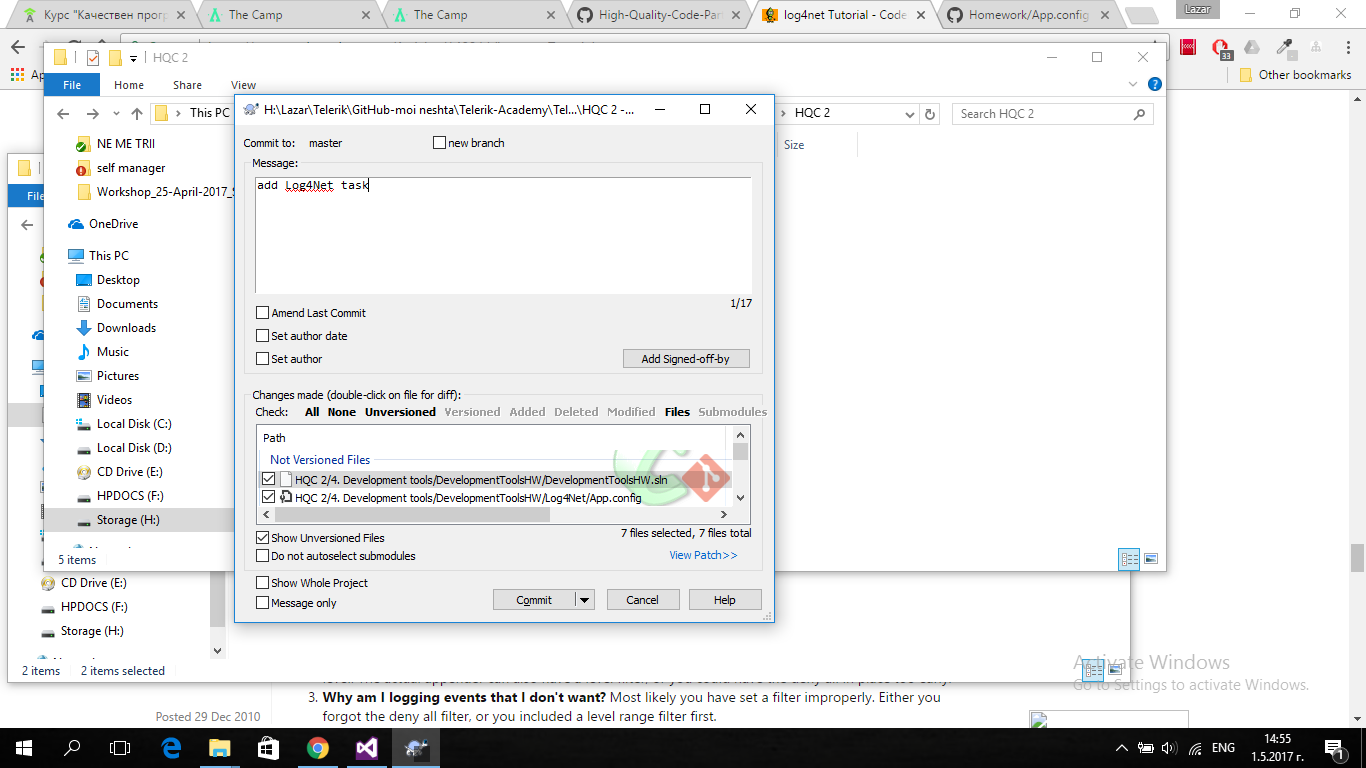 Курс "Качествен прогр
The Camp
The Camp
High-Quality-Code-Par
log4net Tutorial - Code
Homework/App.config
Lazar
HQC 2
33
Other bookmarks
File
Home
Share
View
This PC
HQC 2
Search HQC 2
H:\Lazar\Telerik\GitHub-moi neshta\Telerik-Academy\Tel...\HQC 2 -...
Size
NE ME TRII
self manager
Workshop_25-April-2017_S
OneDrive
This PC
Desktop
Documents
Downloads
Music
Pictures
Videos
Local Disk (C:)
Local Disk (D:)
CD Drive (E:)
HPDOCS (F:)
Storage (H:)
5 items
File
CD Drive (E:)
HPDOCS (F:)
Storage (H:)
2 items
2 items selected
Commit to:
master
new branch
Message:
add Log4Net task
1/17
Amend Last Commit
Set author date
Set author
Add Signed-off-by
Changes made (double-click on file for diff):
Check:
All
None
Unversioned
Versioned
Added
Deleted
Modified
Files
Submodules
Path
Not Versioned Files
HQC 2/4. Development tools/DevelopmentToolsHW/DevelopmentToolsHW.sln
HQC 2/4. Development tools/DevelopmentToolsHW/Log4Net/App.config
7 files selected, 7 files total
Show Unversioned Files
Do not autoselect submodules
View Patch>>
Show Whole Project
Message only
Commit
Cancel
Help
Activate Windows
Go to Settings to activate Windows.
3. Why am I logging events that I don't want? Most likely you have set a filter improperly. Either you
forgot the deny all filter, or you included a level range filter first.
Posted 29 Dec 2010
ENG
14:55
1.5.2017 г.
1